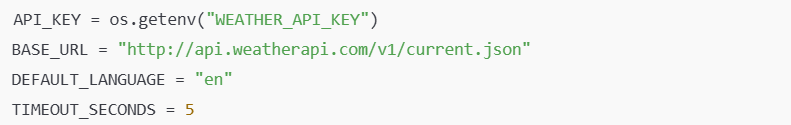 API_KEY = os.getenv("WEATHER_API_KEY")
BASE_URL = "http://api.weatherapi.com/v1/current.json"
DEFAULT_LANGUAGE = "en"
TIMEOUT_SECONDS = 5